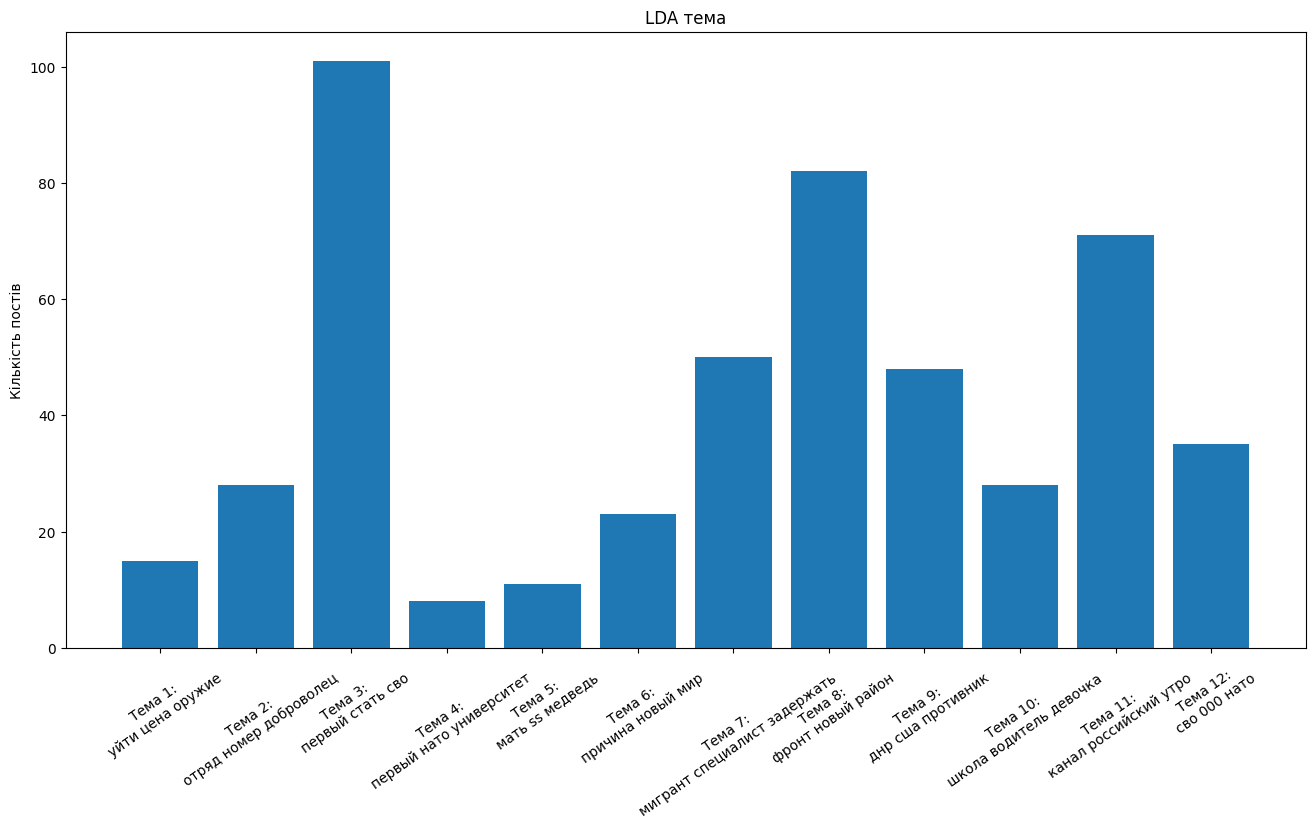 LDA тема
Кількість постів
100
80
60
40
20
0
Тема 1:
уйти цена оружие
Тема 2:
отряд номер доброволец
Тема 3:
первый стать сво
Тема 4:
первый нато университет
Тема 5:
мать ss медведь
Тема 6:
причина новый мир
Тема 7:
мигрант специалист задержать
Тема 8:
фронт новый район
Тема 9:
днр сша противник
Тема 10:
школа водитель девочка
Тема 11:
канал российский утро
Тема 12:
сво 000 нато